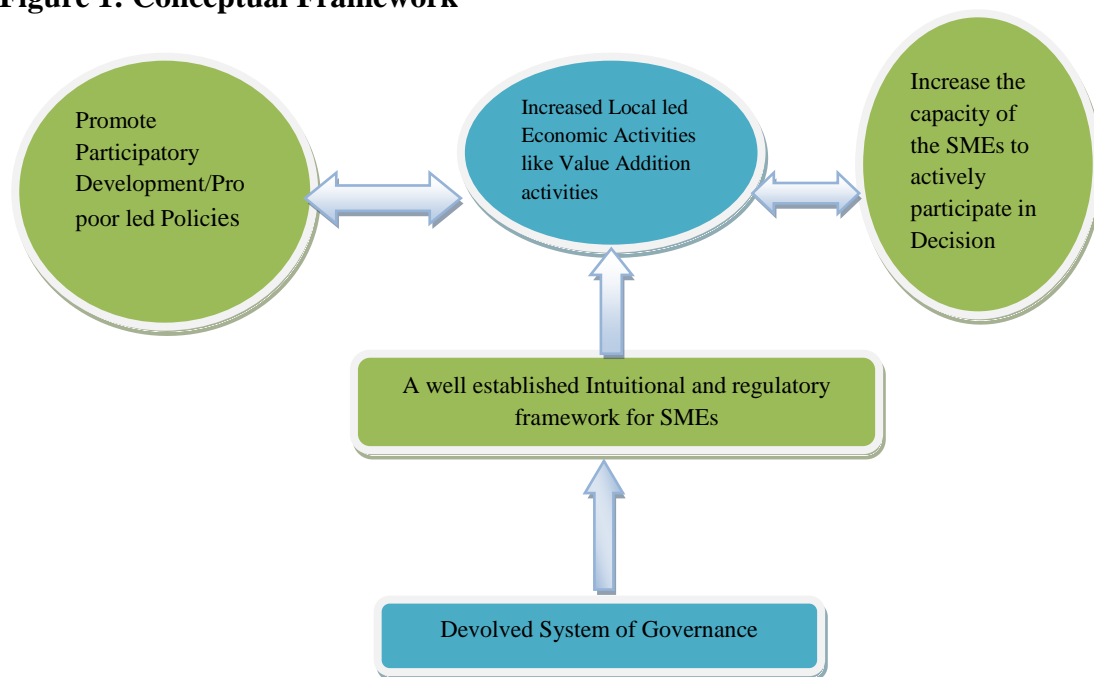 Figure 1: Conceptual Framework
Promote
Participatory
Development/Pro
poor led Policies
Increased Local led
Economic Activities
like Value Addition
activities
Increase the
capacity of
the SMEs to
actively
participate in
Decision
A well established Intuitional and regulatory
framework for SMEs
Devolved System of Governance